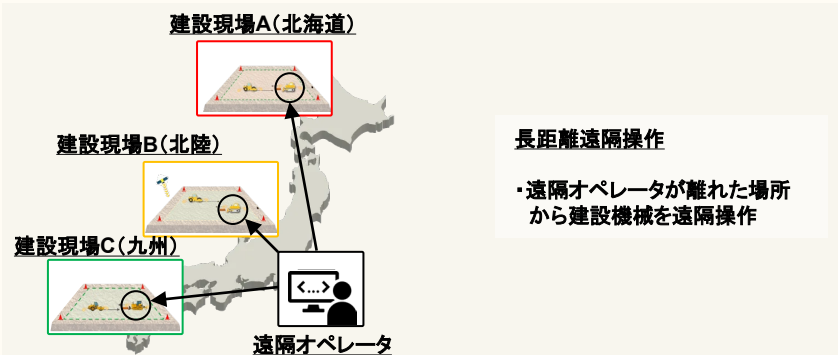 建設現場A（北海道）
建設現場B（北陸）
建設現場C（九州）
<...>
遠隔オペレータ
長距離遠隔操作
・遠隔オペレータが離れた場所
から建設機械を遠隔操作